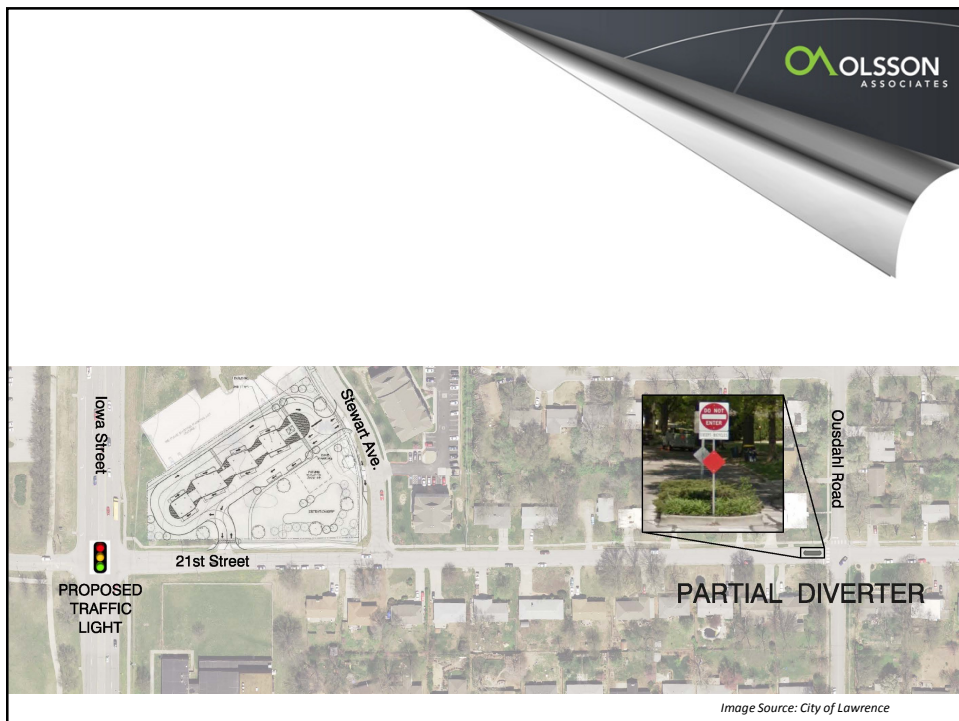 OA OLSSON
ASSOCIATES
Iowa Street
Stewart Ave.
DO NOT
ENTER
Ousdahl Road
21st Street
PROPOSED
TRAFFIC
LIGHT
PARTIAL DIVERTER
Image Source: City of Lawrence